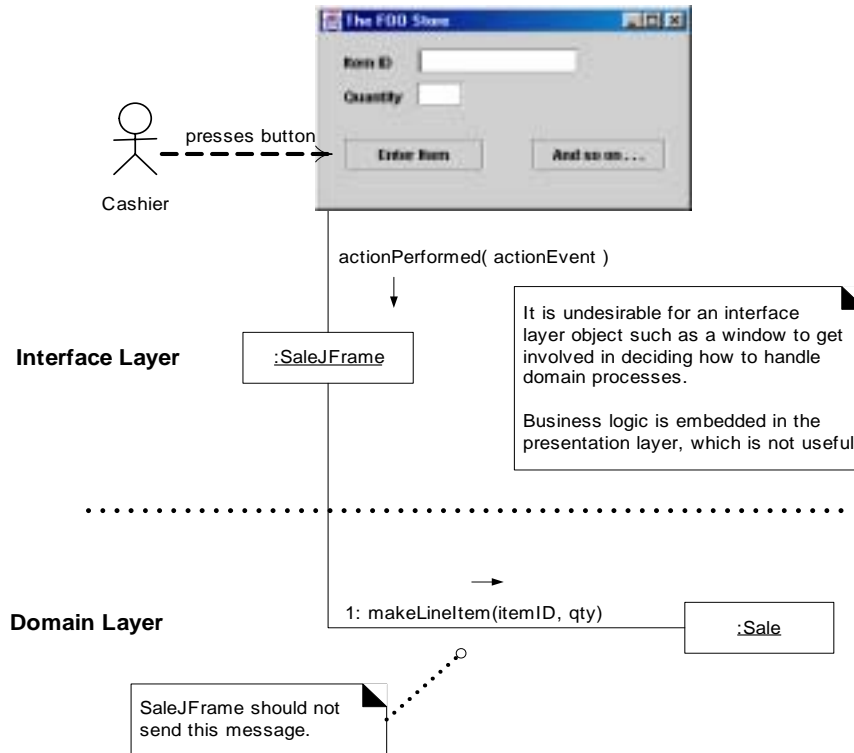 The FOO Store
Item ID
Quantity
Enter Item
And so on . . .
presses button
Cashier
actionPerformed( actionEvent )
It is undesirable for an interface
layer object such as a window to get
involved in deciding how to handle
domain processes.
Business logic is embedded in the
presentation layer, which is not useful
Interface Layer
:SaleJFrame
Domain Layer
1: makeLineItem(itemID, qty)
:Sale
SaleJFrame should not
send this message.